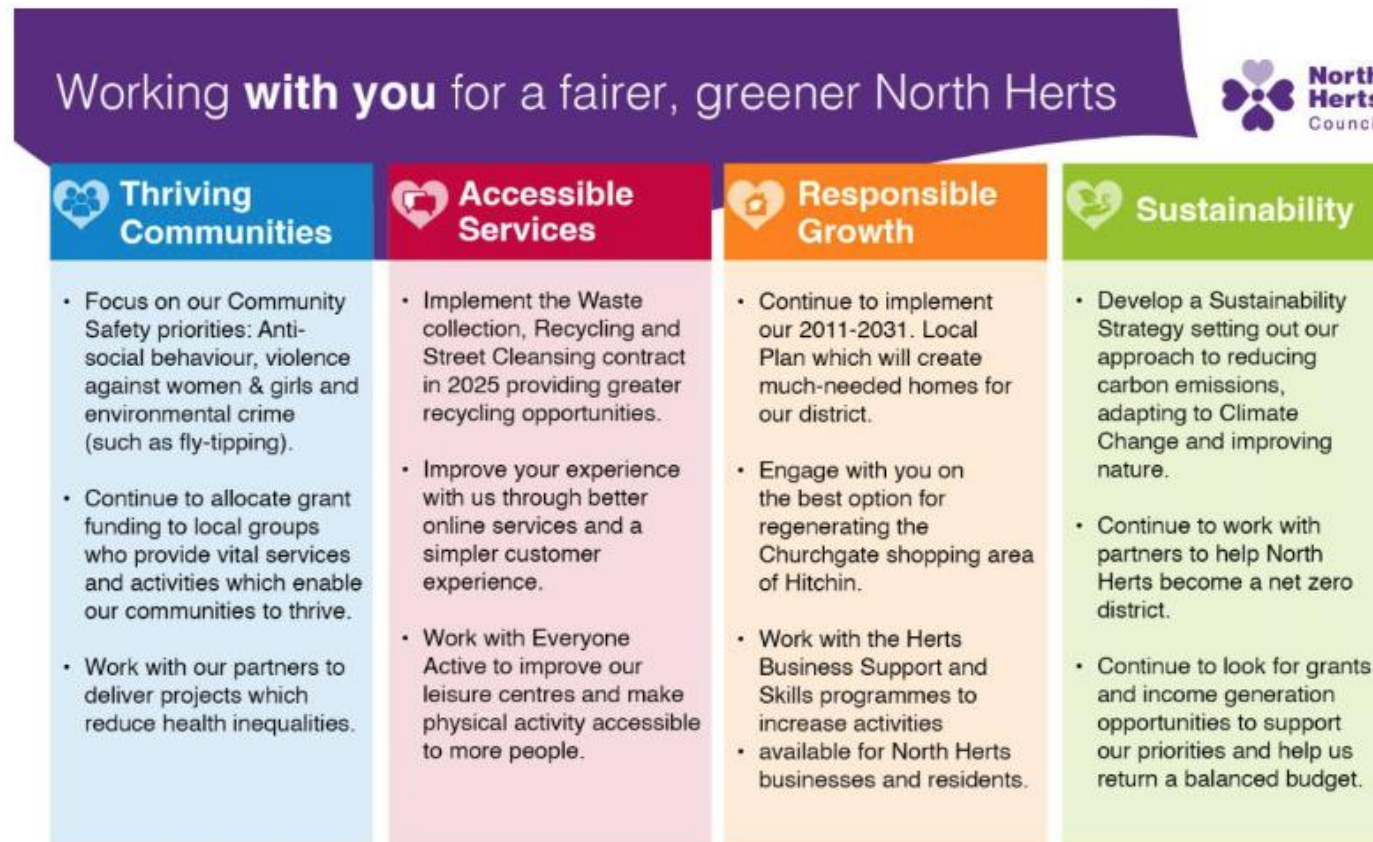 Working with you for a fairer, greener North Herts
North
Herts
Counci
Thriving
Communities
• Focus on our Community
Safety priorities: Anti-
social behaviour, violence
against women & girls and
environmental crime
(such as fly-tipping).
• Continue to allocate grant
funding to local groups
who provide vital services
and activities which enable
our communities to thrive.
• Work with our partners to
deliver projects which
reduce health inequalities.
Accessible
Services
• Implement the Waste
collection, Recycling and
Street Cleansing contract
in 2025 providing greater
recycling opportunities.
• Improve your experience
with us through better
online services and a
simpler customer
experience.
• Work with Everyone
Active to improve our
leisure centres and make
physical activity accessible
to more people.
Responsible
Growth
• Continue to implement
our 2011-2031. Local
Plan which will create
much-needed homes for
our district.
• Engage with you on
the best option for
regenerating the
Churchgate shopping area
of Hitchin.
• Work with the Herts
Business Support and
Skills programmes to
increase activities
• available for North Herts
businesses and residents.
Sustainability
• Develop a Sustainability
Strategy setting out our
approach to reducing
carbon emissions,
adapting to Climate
Change and improving
nature.
• Continue to work with
partners to help North
Herts become a net zero
district.
• Continue to look for grants
and income generation
opportunities to support
our priorities and help us
return a balanced budget.